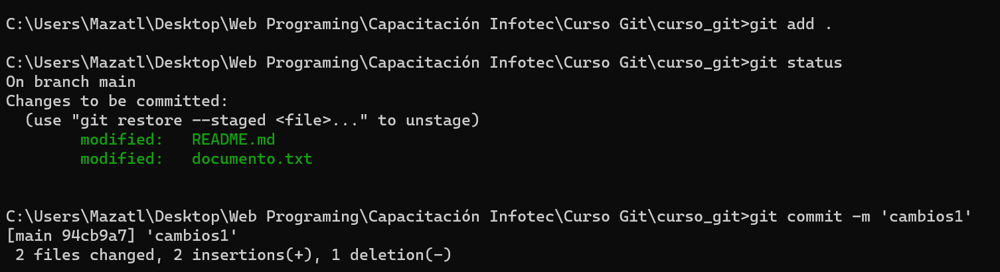 C:\Users\Mazatl\Desktop\Web Programing\Capacitación Infotec\Curso Git\curso_git>git add .
C:\Users\Mazatl\Desktop\Web Programing\Capacitación Infotec\Curso Git\curso_git>git status
On branch main
Changes to be committed:
  (use "git restore --staged <file>..." to unstage)
        modified:   README.md
        modified:   documento.txt
C:\Users\Mazatl\Desktop\Web Programing\Capacitación Infotec\Curso Git\curso_git>git commit -m 'cambios1'
[main 94cb9a7] 'cambios1'
 2 files changed, 2 insertions(+), 1 deletion(-)